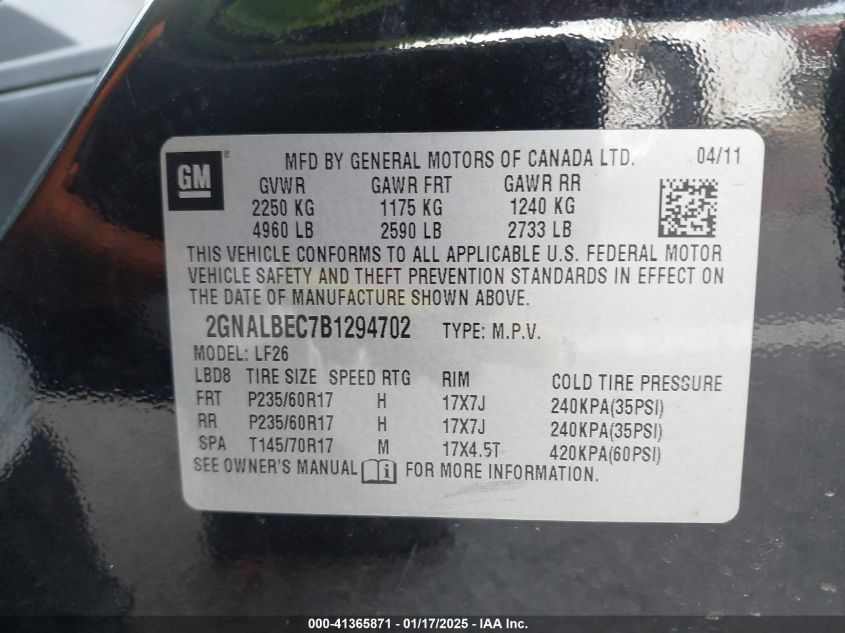 GM ® MFD BY GENERAL MOTORS OF CANADA LTD. 04/11
GVWR GAWR FRT GAWR RR
2250 KG 1175 KG 1240 KG
4960 LB 2590 LB 2733 LB
THIS VEHICLE CONFORMS TO ALL APPLICABLE U.S. FEDERAL MOTOR
VEHICLE SAFETY AND THEFT PREVENTION STANDARDS IN EFFECT ON
THE DATE OF MANUFACTURE SHOWN ABOVE.
2GNALBEC7B1294702 TYPE: M.P.V.
MODEL: LF26
LBD8 TIRE SIZE SPEED RTG RIM COLD TIRE PRESSURE
FRT P235/60R17 H 17X7J 240KPA(35PSI)
RR P235/60R17 H 17X7J 240KPA(35PSI)
SPA T145/70R17 M 17X4.5T 420KPA(60PSI)
SEE OWNER'S MANUAL i FOR MORE INFORMATION.
000-41365871 - 01/17/2025 - IAA Inc.